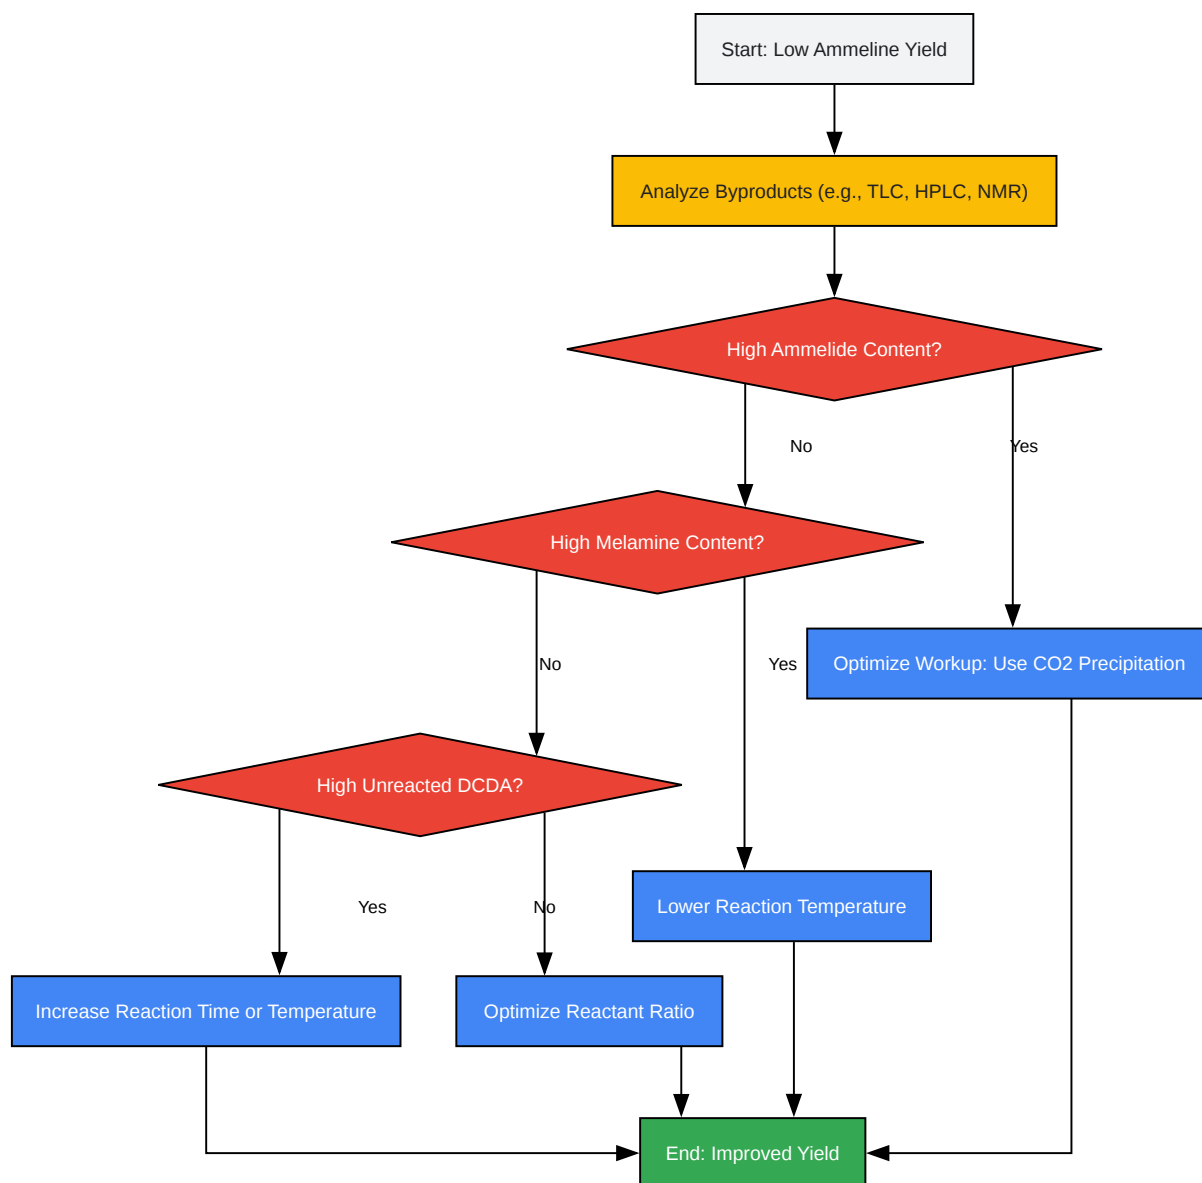 Start: Low Ammeline Yield
Analyze Byproducts (e.g., TLC, HPLC, NMR)
High Ammelide Content?
No
Yes
High Melamine Content?
No
Yes
Optimize Workup: Use CO2 Precipitation
High Unreacted DCDA?
Yes
No
Lower Reaction Temperature
Increase Reaction Time or Temperature
Optimize Reactant Ratio
End: Improved Yield